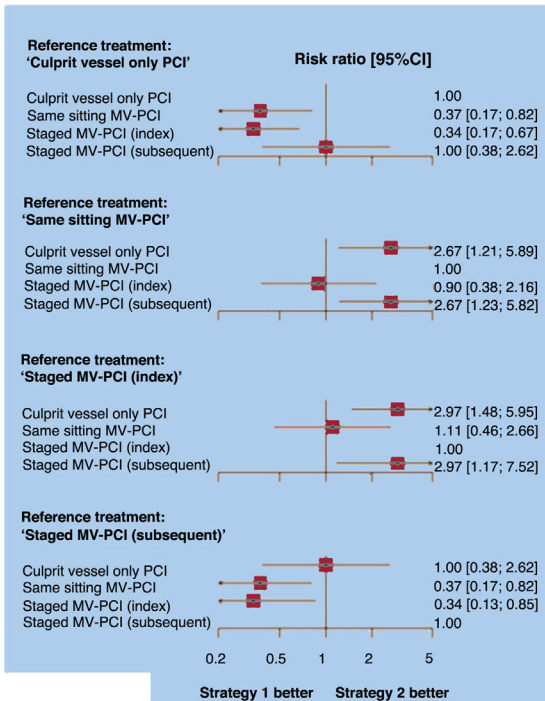 Reference treatment:
'Culprit vessel only PCI'
Risk ratio [95%CI]
Culprit vessel only PCI 1.00
Same sitting MV-PCI 0.37 [0.17; 0.82]
Staged MV-PCI (index) 0.34 [0.17; 0.67]
Staged MV-PCI (subsequent) 1.00 [0.38; 2.62]
Reference treatment:
'Same sitting MV-PCI'
Culprit vessel only PCI 2.67 [1.21; 5.89]
Same sitting MV-PCI 1.00
Staged MV-PCI (index) 0.90 [0.38; 2.16]
Staged MV-PCI (subsequent) 2.67 [1.23; 5.82]
Reference treatment:
'Staged MV-PCI (index)'
Culprit vessel only PCI 2.97 [1.48; 5.95]
Same sitting MV-PCI 1.11 [0.46; 2.66]
Staged MV-PCI (index) 1.00
Staged MV-PCI (subsequent) 2.97 [1.17; 7.52]
Reference treatment:
'Staged MV-PCI (subsequent)'
Culprit vessel only PCI 1.00 [0.38; 2.62]
Same sitting MV-PCI 0.37 [0.17; 0.82]
Staged MV-PCI (index) 0.34 [0.13; 0.85]
Staged MV-PCI (subsequent) 1.00
0.2 0.5 1 2 5
Strategy 1 better Strategy 2 better